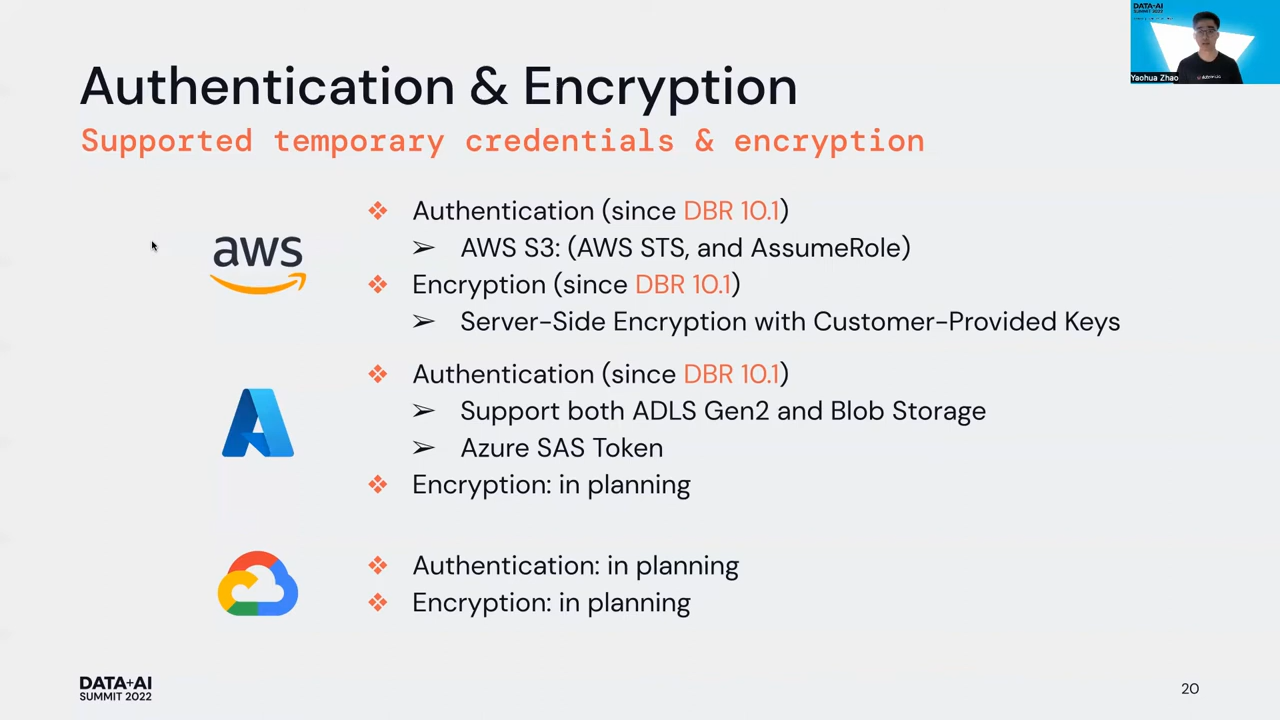 DATA+AI
SUMMIT 2022
Yaohua Zhao
Authentication & Encryption
Supported temporary credentials & encryption
aws
❖ Authentication (since DBR 10.1)
➢ AWS S3: (AWS STS, and AssumeRole)
❖ Encryption (since DBR 10.1)
➢ Server-Side Encryption with Customer-Provided Keys
❖ Authentication (since DBR 10.1)
➢ Support both ADLS Gen2 and Blob Storage
➢ Azure SAS Token
❖ Encryption: in planning
❖ Authentication: in planning
❖ Encryption: in planning
DATA+AI
SUMMIT 2022
20